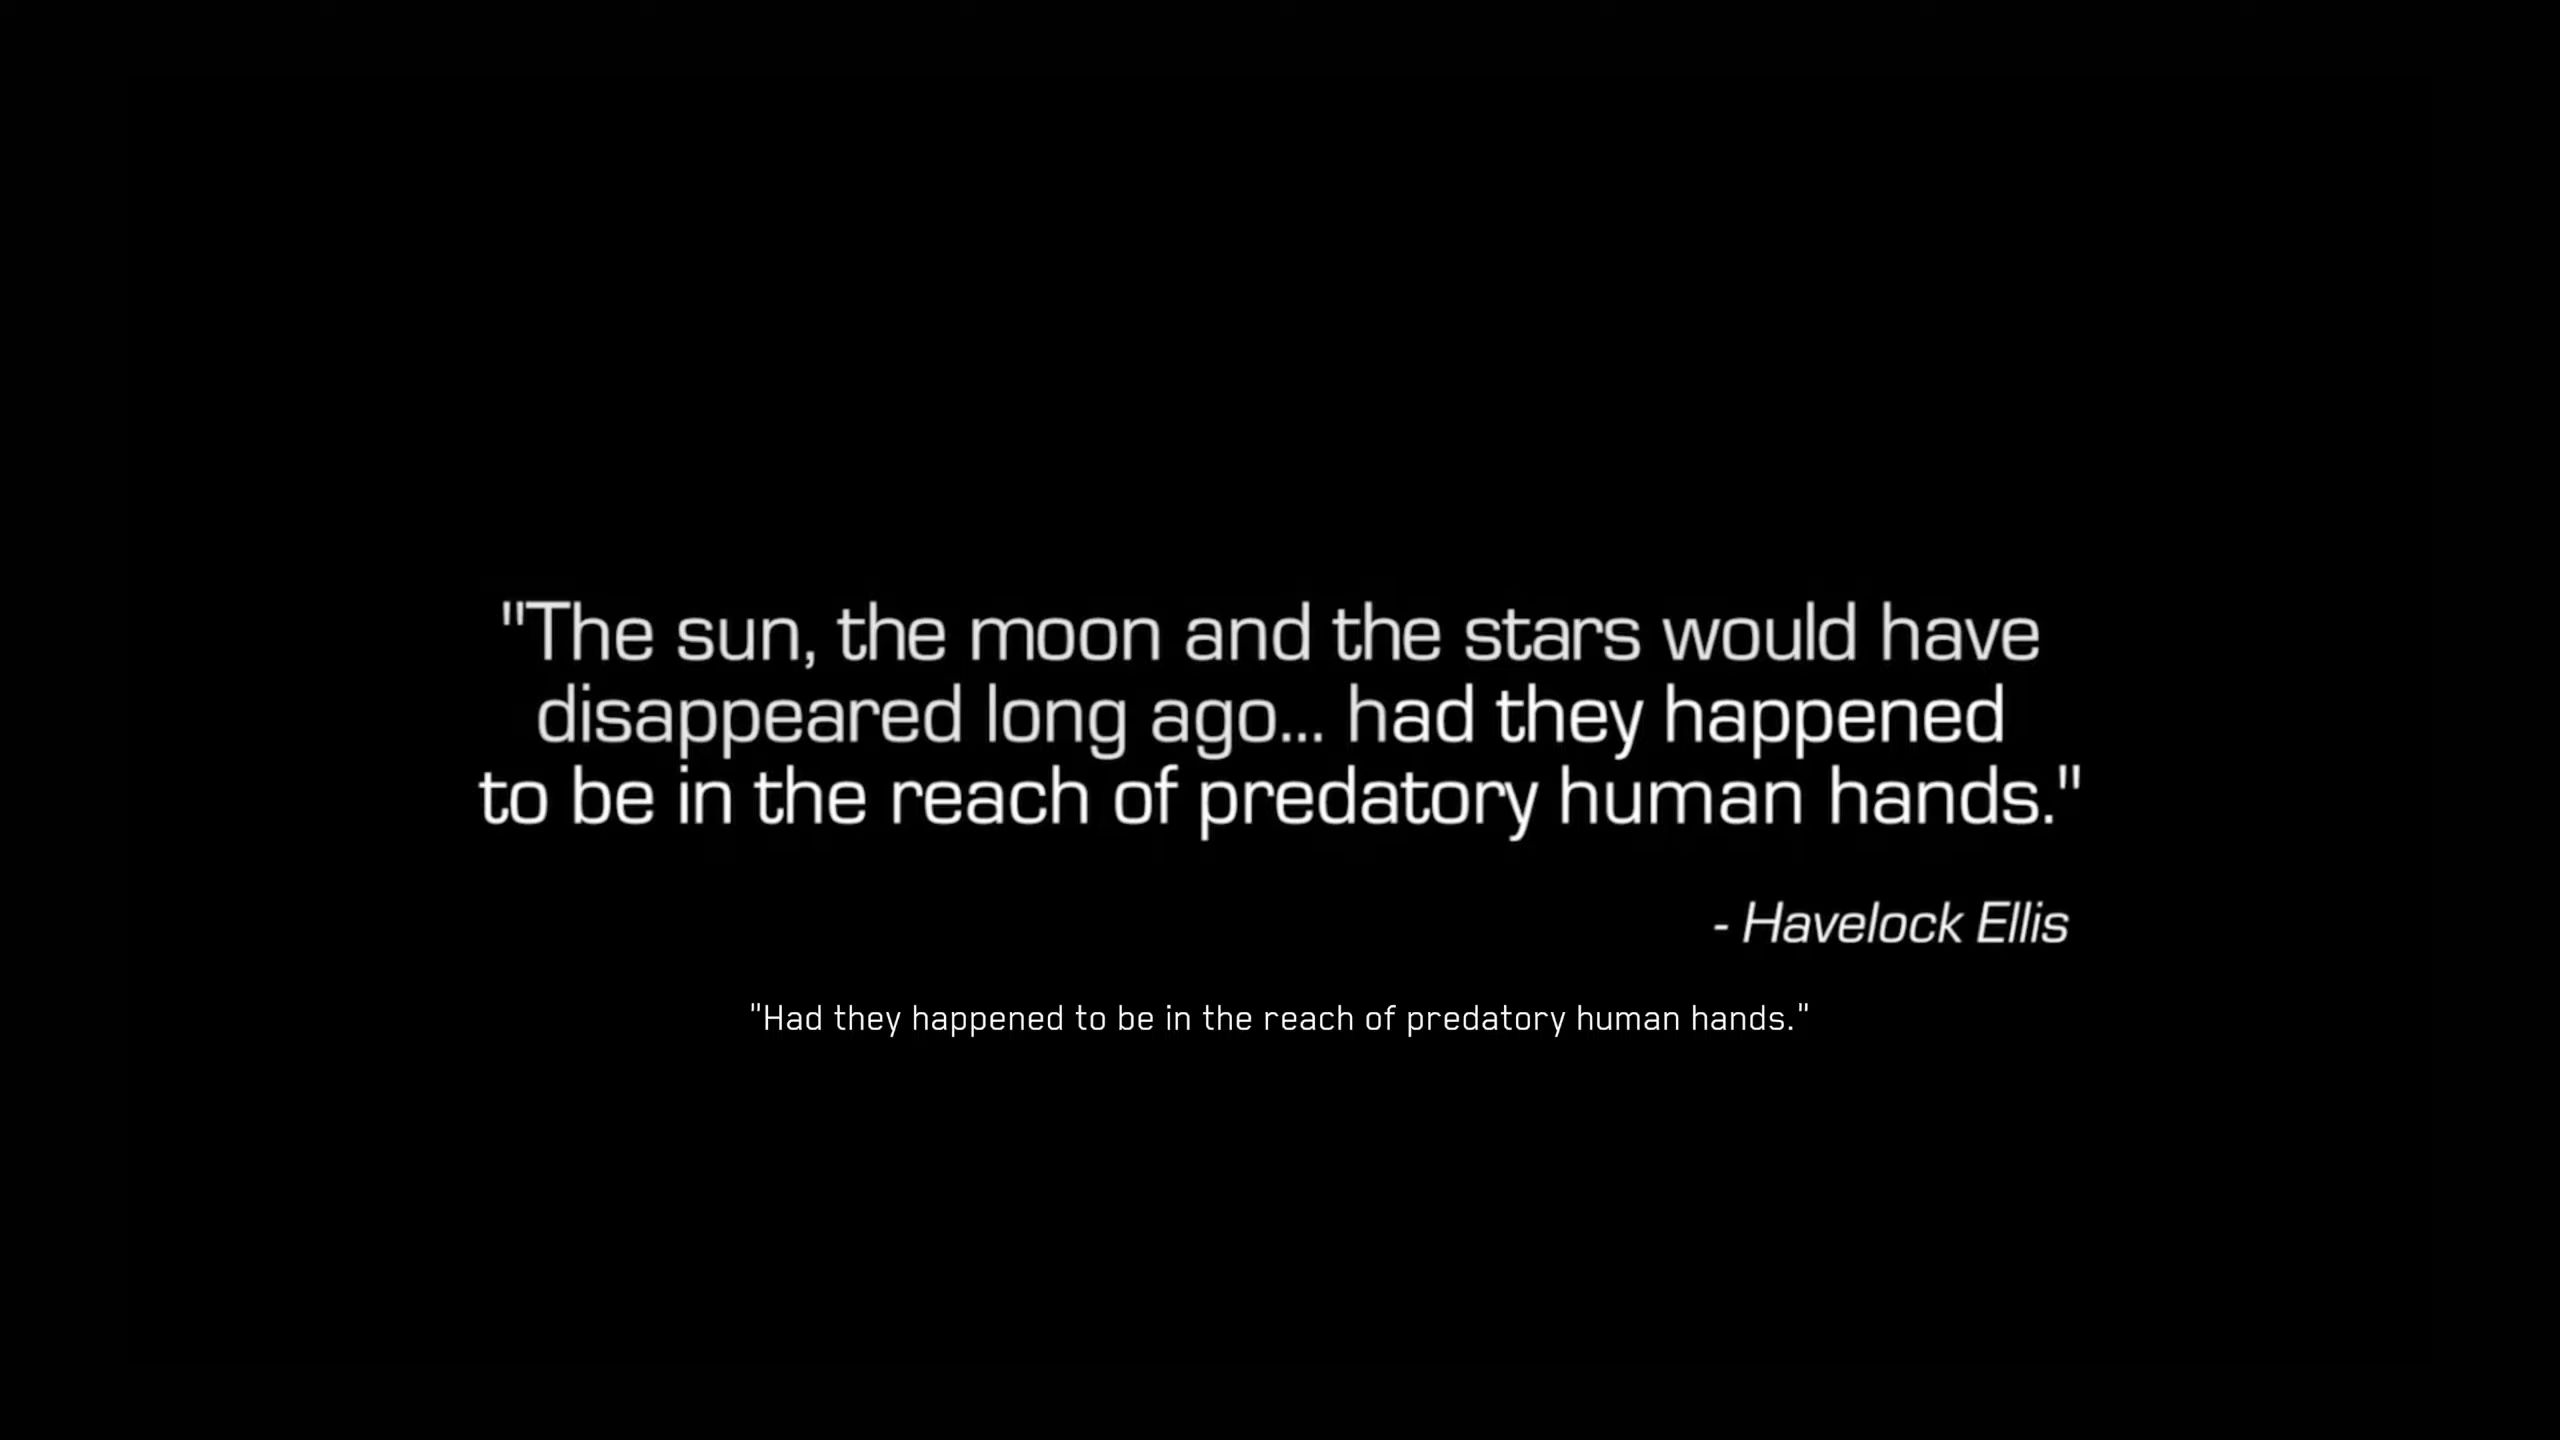 "The sun, the moon and the stars would have
disappeared long ago... had they happened
to be in the reach of predatory human hands."
- Havelock Ellis
"Had they happened to be in the reach of predatory human hands."